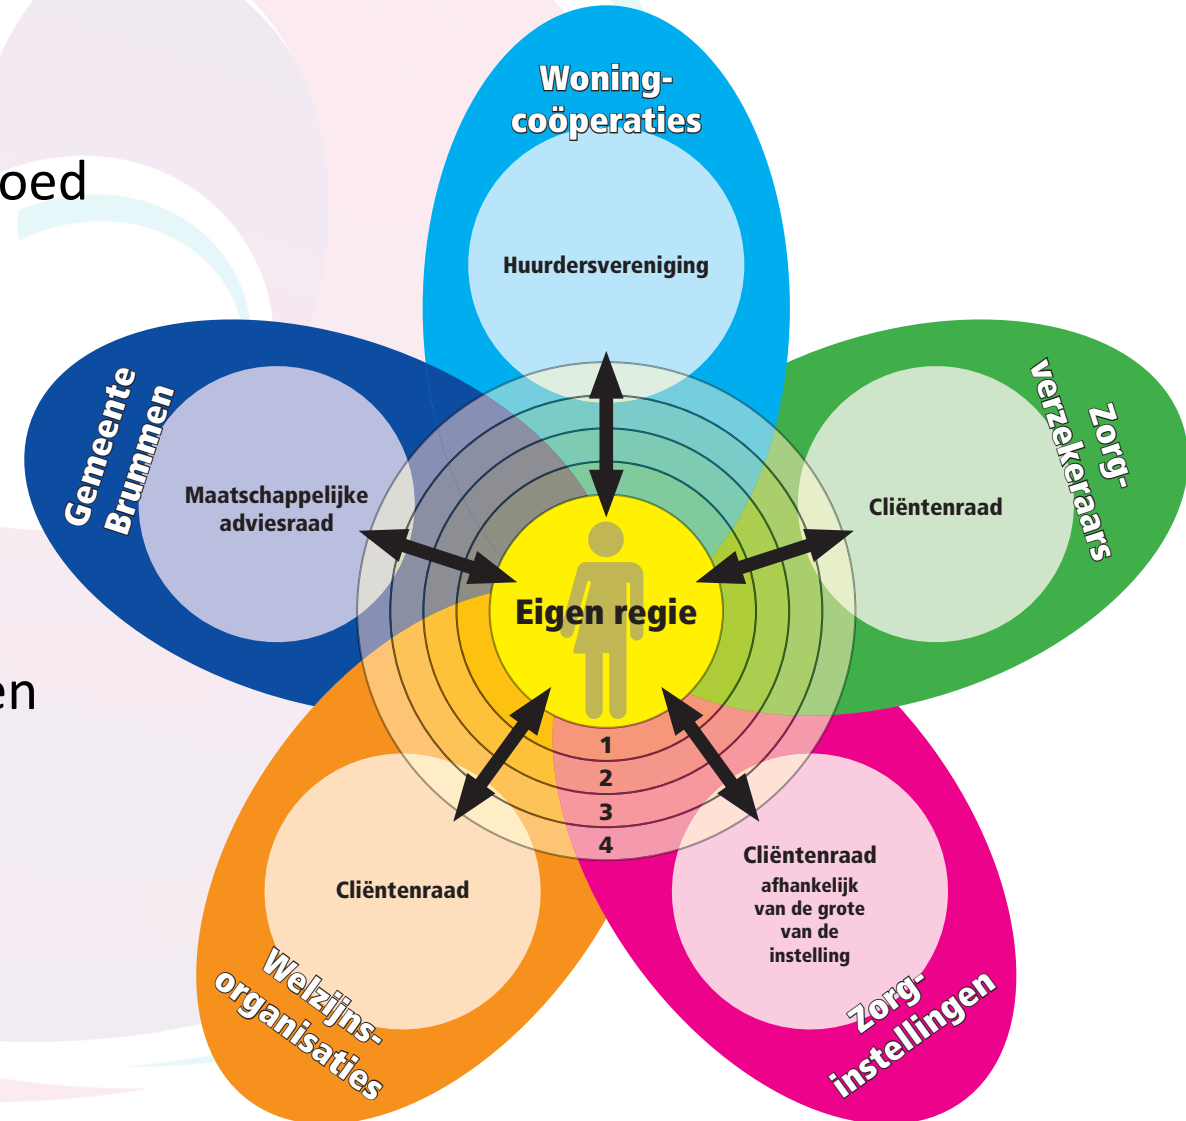 oed
en
Woning-
coöperaties
Huurdersvereniging
Gemeente
Brummen
Maatschappelijke
adviesraad
Zorg-
verzekeraars
Cliëntenraad
Eigen regie
1
2
3
4
Cliëntenraad
Welzijns-
organisaties
Cliëntenraad
afhankelijk
van de grote
van de
instelling
Zorg-
instellingen